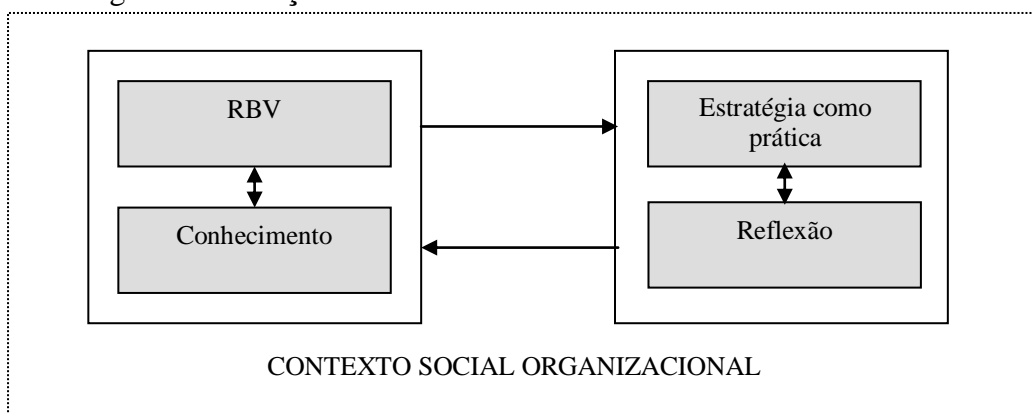 RBV
Estratégia como
prática
Conhecimento
Reflexão
CONTEXTO SOCIAL ORGANIZACIONAL